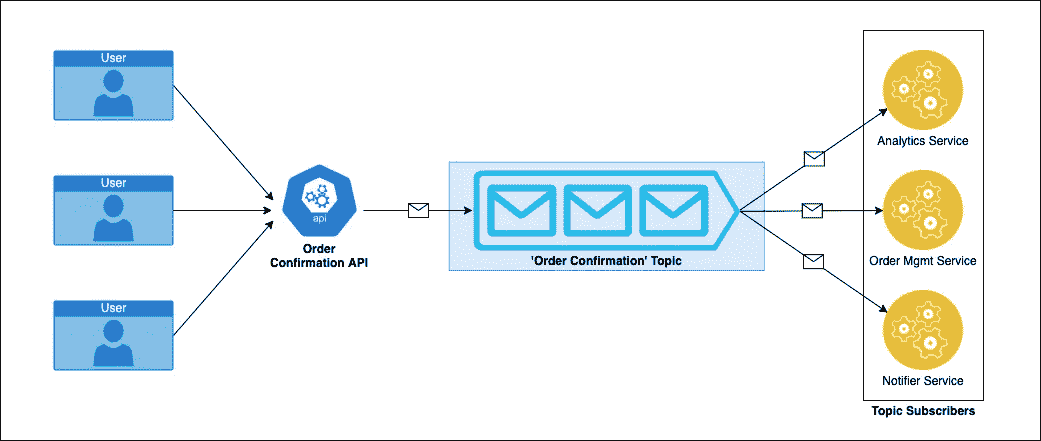 User
User
User
api
Order
Confirmation API
'Order Confirmation' Topic
Analytics Service
Order Mgmt Service
Notifier Service
Topic Subscribers